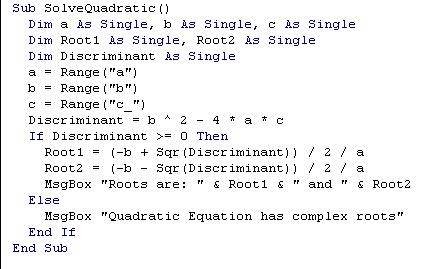 Sub SolveQuadratic()
Dim a As Single, b As Single, c As Single
Dim Root1 As Single, Root2 As Single
Dim Discriminant As Single
a = Range("a")
b = Range("b")
c = Range("c_")
Discriminant = b ^ 2 - 4 * a * c
If Discriminant >= 0 Then
Root1 = (-b + Sqr(Discriminant)) / 2 / a
Root2 = (-b - Sqr(Discriminant)) / 2 / a
MsgBox "Roots are: " & Root1 & " and " & Root2
Else
MsgBox "Quadratic Equation has complex roots"
End If
End Sub